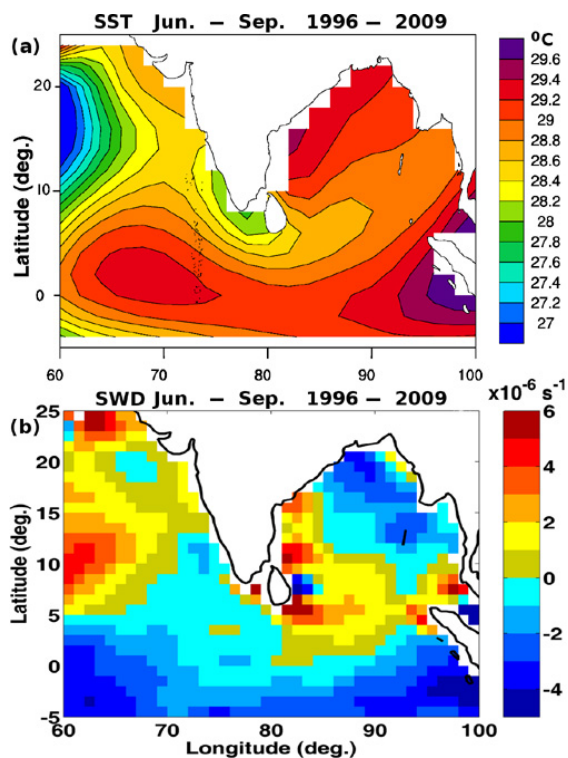 SST Jun. – Sep. 1996 – 2009
(a)
ºC
29.6
29.4
29.2
29
28.8
28.6
28.4
28.2
28
27.8
27.6
27.4
27.2
27
20
10
0
Latitude (deg.)
60 70 80 90 100
SWD Jun. – Sep. 1996 – 2009
x10⁻⁶ s⁻¹
(b)
25
20
15
10
5
0
-5
Latitude (deg.)
6
4
2
0
-2
-4
60 70 80 90 100
Longitude (deg.)